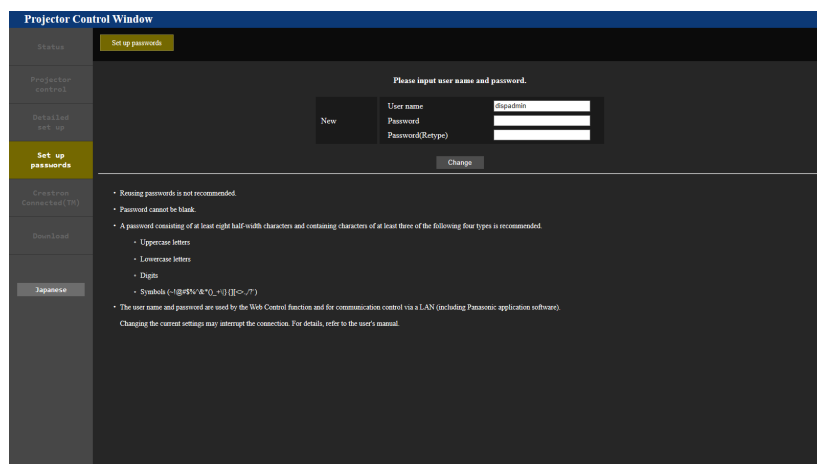 Projector Control Window
Status
Set up passwords
Projector
control
Detailed
set up
Set up
passwords
Crestron
Connected(TM)
Download
Japanese
Please input user name and password.
New
User name
dispadmin
Password
Password(Retype)
Change
• Reusing passwords is not recommended.
• Password cannot be blank.
• A password consisting of at least eight half-width characters and containing characters of at least three of the following four types is recommended.
• Uppercase letters
• Lowercase letters
• Digits
• Symbols
• The user name and password are used by the Web Control function and for communication control via a LAN (including Panasonic application software).
Changing the current settings may interrupt the connection. For details, refer to the user's manual.